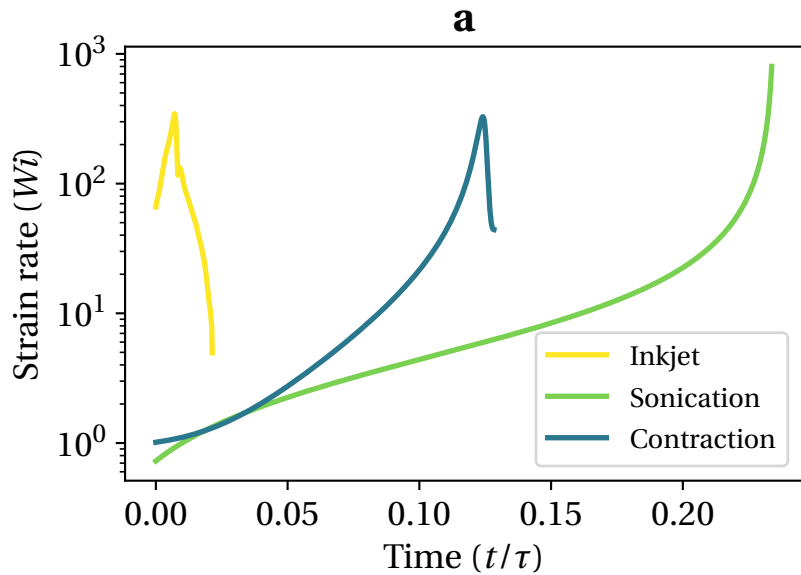 a
Strain rate (Wi)
10³
10²
10¹
10⁰
Inkjet
Sonication
Contraction
0.00 0.05 0.10 0.15 0.20
Time (t/τ)